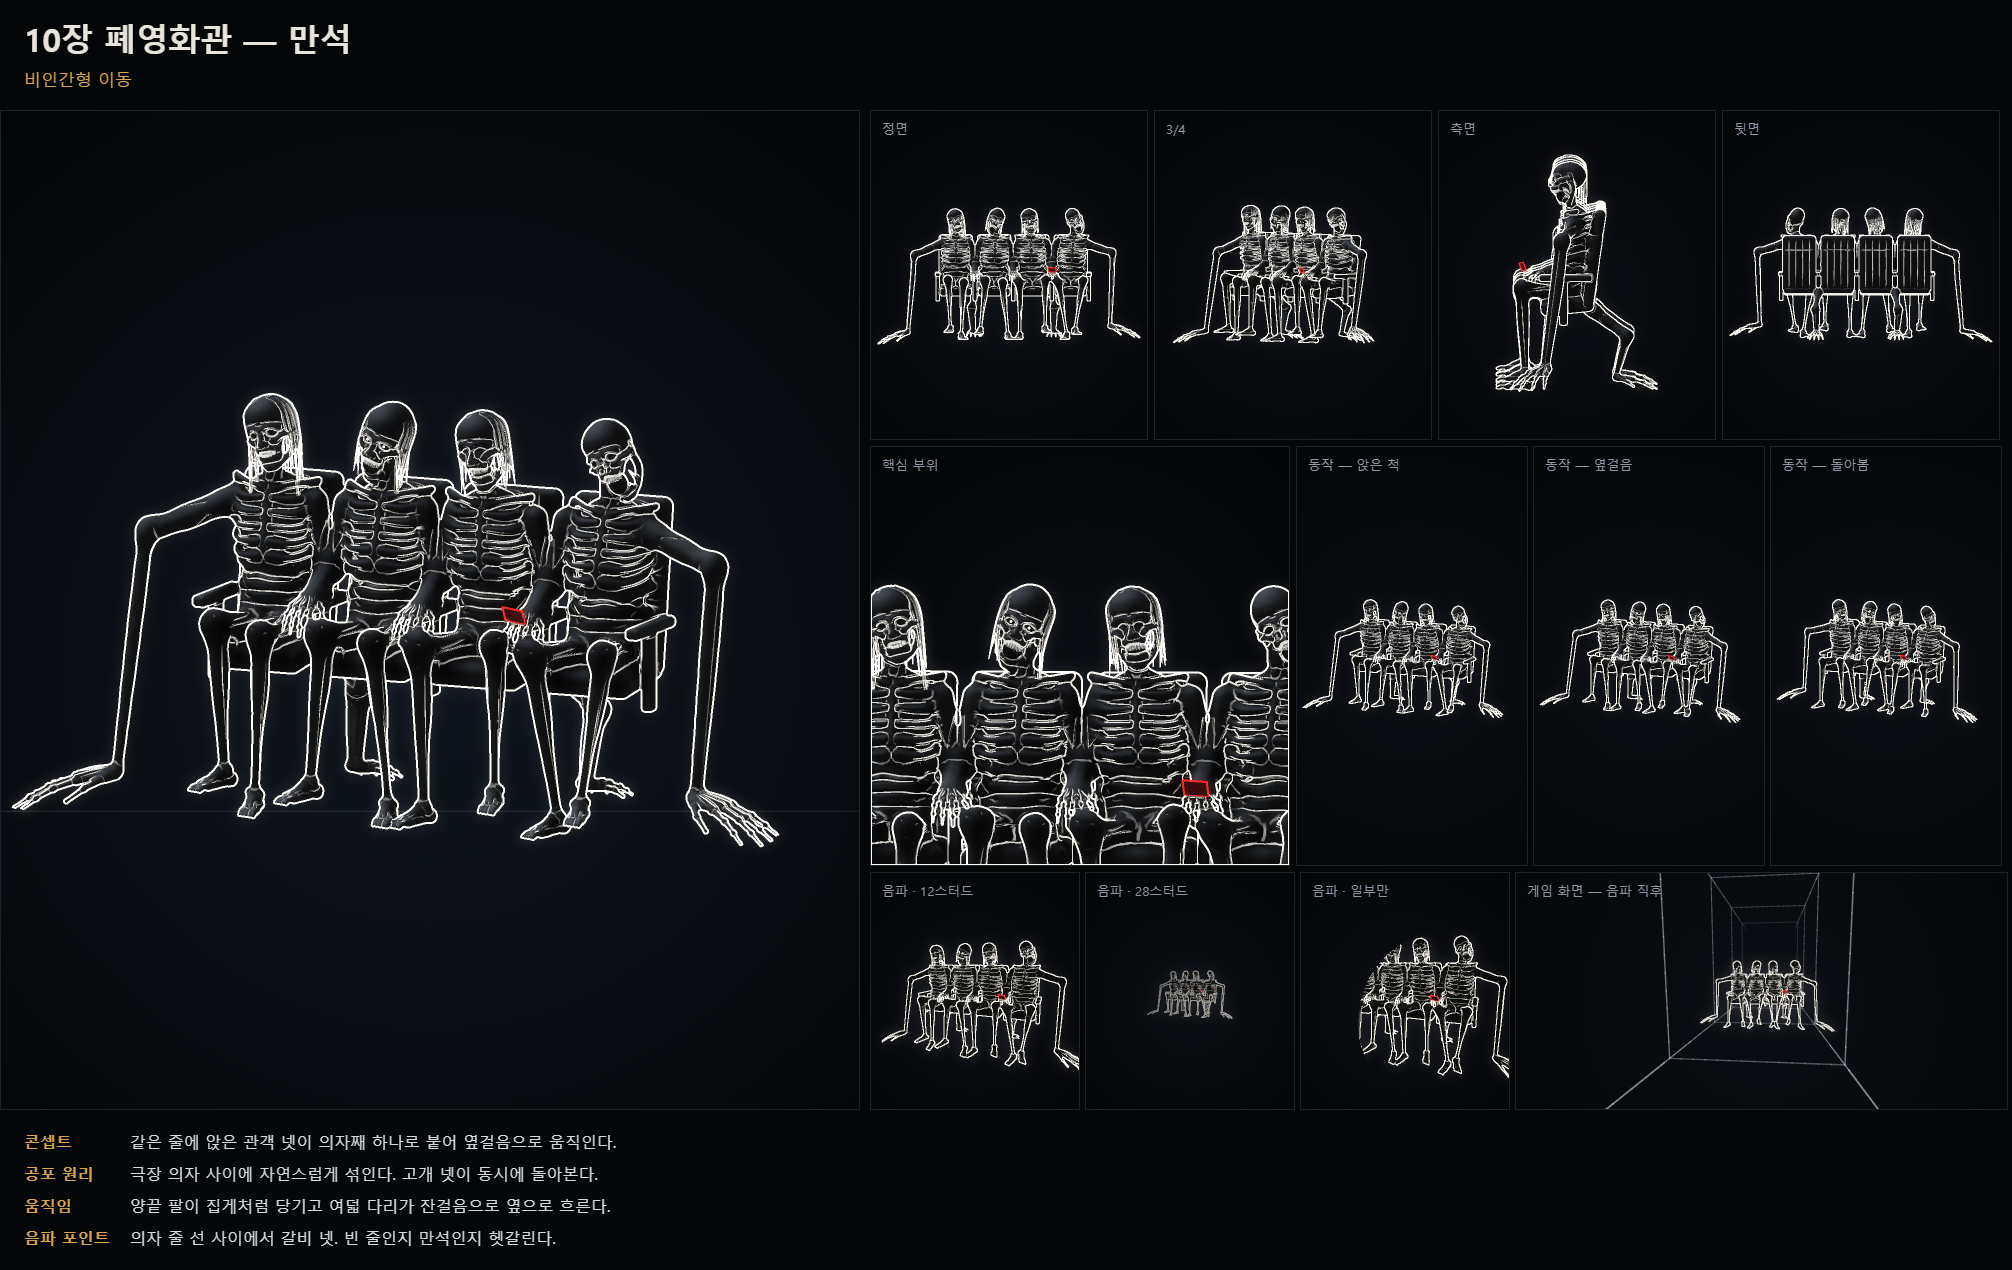 10장 폐영화관 — 만석
비인간형 이동
정면
3/4
측면
뒷면
핵심 부위
동작 — 앉은 척
동작 — 옆걸음
동작 — 돌아봄
음파 · 12스터드
음파 · 28스터드
음파 · 일부만
게임 화면 — 음파 직후
콘셉트 같은 줄에 앉은 관객 넷이 의자째 하나로 붙어 옆걸음으로 움직인다.
공포 원리 극장 의자 사이에 자연스럽게 섞인다. 고개 넷이 동시에 돌아본다.
움직임 양끝 팔이 집게처럼 당기고 여덟 다리가 잔걸음으로 옆으로 흐른다.
음파 포인트 의자 줄 선 사이에서 갈비 넷. 빈 줄인지 만석인지 헷갈린다.